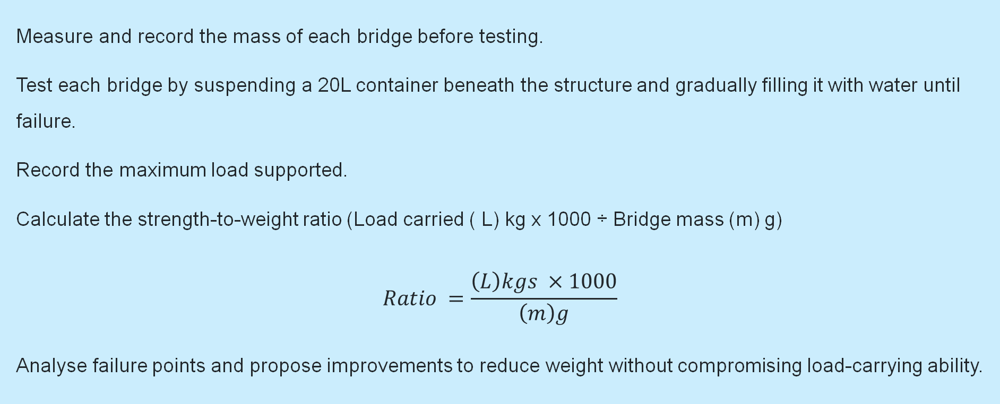 Measure and record the mass of each bridge before testing.
Test each bridge by suspending a 20L container beneath the structure and gradually filling it with water until
failure.
Record the maximum load supported.
Calculate the strength-to-weight ratio (Load carried ( L) kg x 1000 ÷ Bridge mass (m) g)
Ratio = (L)kgs × 1000
(m)g
Analyse failure points and propose improvements to reduce weight without compromising load-carrying ability.